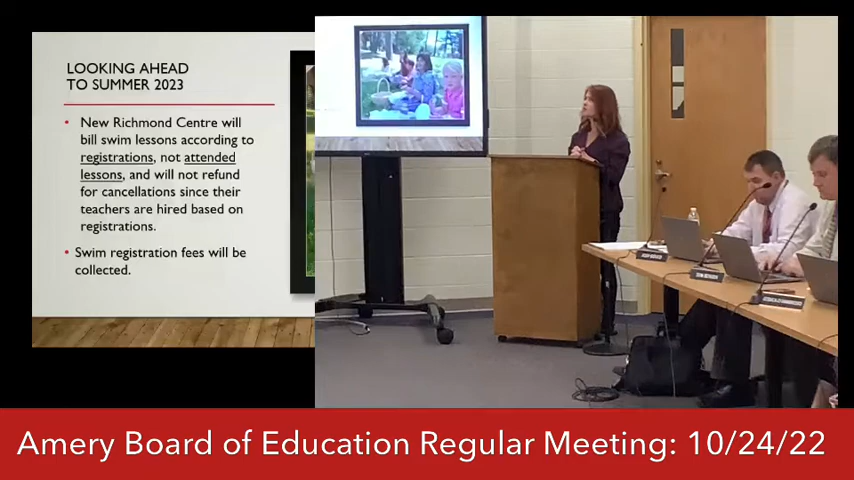 LOOKING AHEAD
TO SUMMER 2023
• New Richmond Centre will
bill swim lessons according to
registrations, not attended
lessons, and will not refund
for cancellations since their
teachers are hired based on
registrations.
• Swim registration fees will be
collected.
Amery Board of Education Regular Meeting: 10/24/22